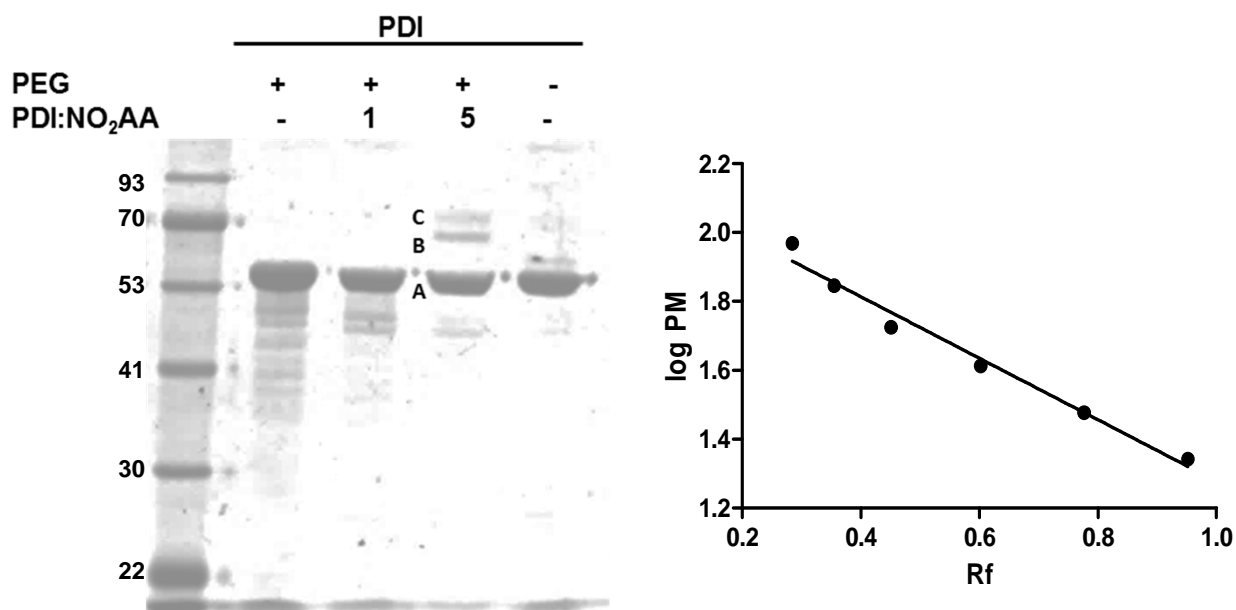 PDI
PEG + + + -
PDI:NO₂AA - 1 5 -
93
70
53
41
30
22
C
B
A
2.2
2.0
1.8
1.6
1.4
1.2
log PM
0.2 0.4 0.6 0.8 1.0
Rf